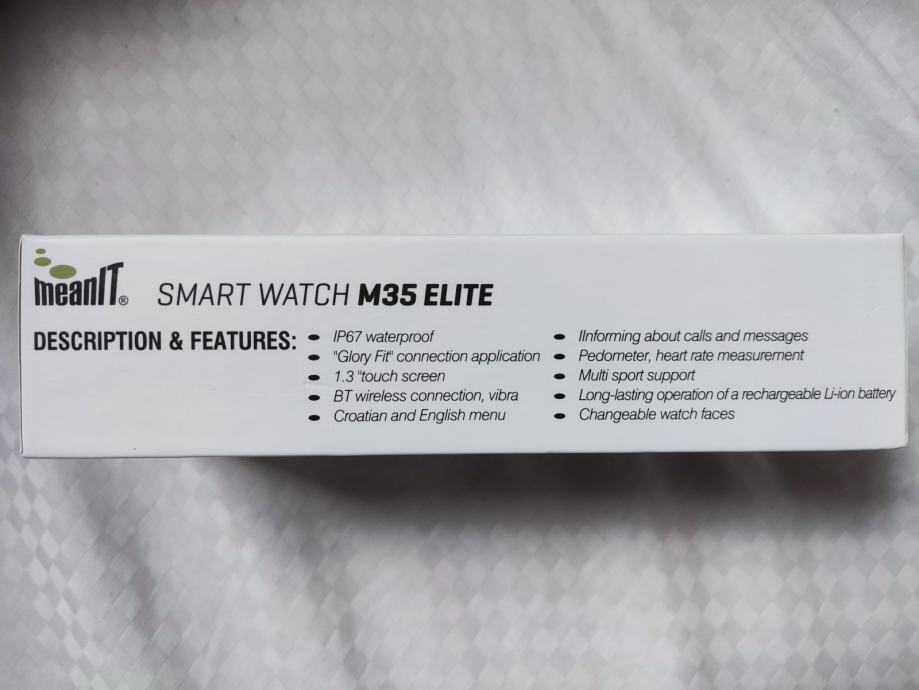 meanIT®
SMART WATCH M35 ELITE
DESCRIPTION & FEATURES:
• IP67 waterproof
• "Glory Fit" connection application
• 1.3 "touch screen
• BT wireless connection, vibra
• Croatian and English menu
• IInforming about calls and messages
• Pedometer, heart rate measurement
• Multi sport support
• Long-lasting operation of a rechargeable Li-ion battery
• Changeable watch faces